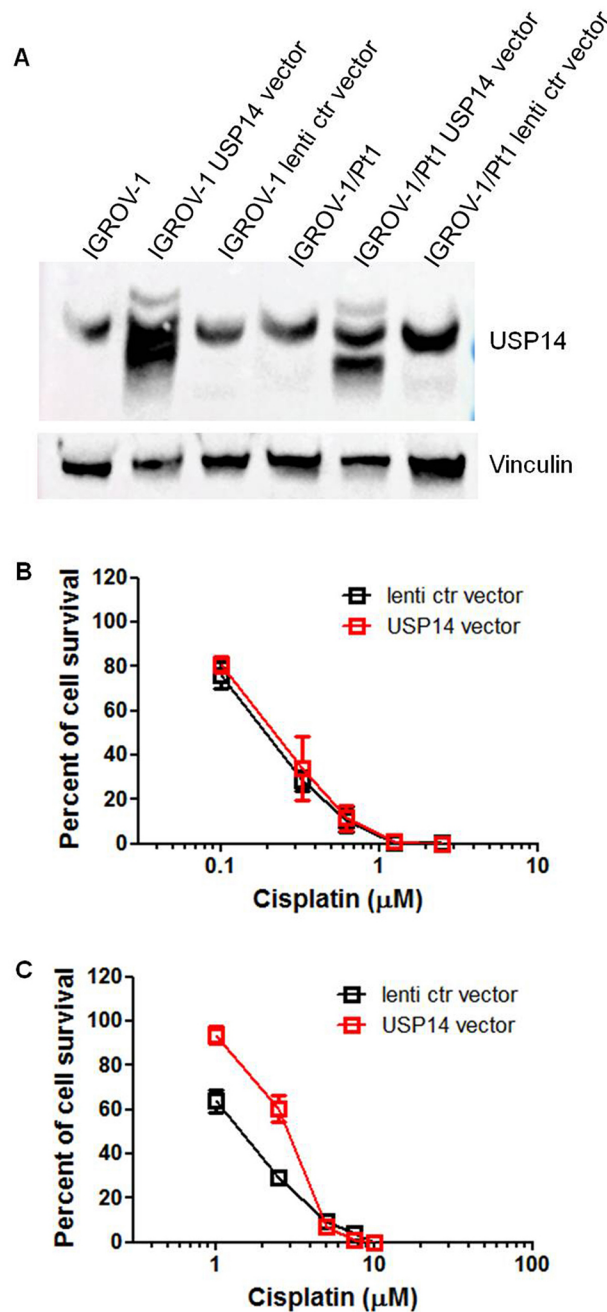 A
IGROV-1
IGROV-1 USP14 vector
IGROV-1 lenti ctr vector
IGROV-1/Pt1
IGROV-1/Pt1 USP14 vector
IGROV-1/Pt1 lenti ctr vector
USP14
Vinculin
B
120
100
80
60
40
20
0
Percent of cell survival
lenti ctr vector
USP14 vector
0.1
1
10
Cisplatin (μM)
C
120
100
80
60
40
20
0
Percent of cell survival
lenti ctr vector
USP14 vector
1
10
100
Cisplatin (μM)